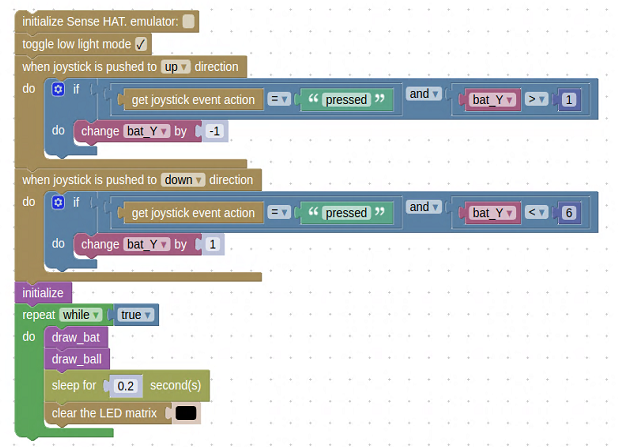 initialize Sense HAT. emulator:
toggle low light mode ✓
when joystick is pushed to up ▾ direction
do if get joystick event action = ▾ “ pressed ” and ▾ bat_Y ▾ > ▾ 1
do change bat_Y ▾ by -1
when joystick is pushed to down ▾ direction
do if get joystick event action = ▾ “ pressed ” and ▾ bat_Y ▾ < ▾ 6
do change bat_Y ▾ by 1
initialize
repeat while ▾ true ▾
do draw_bat
draw_ball
sleep for 0.2 second(s)
clear the LED matrix